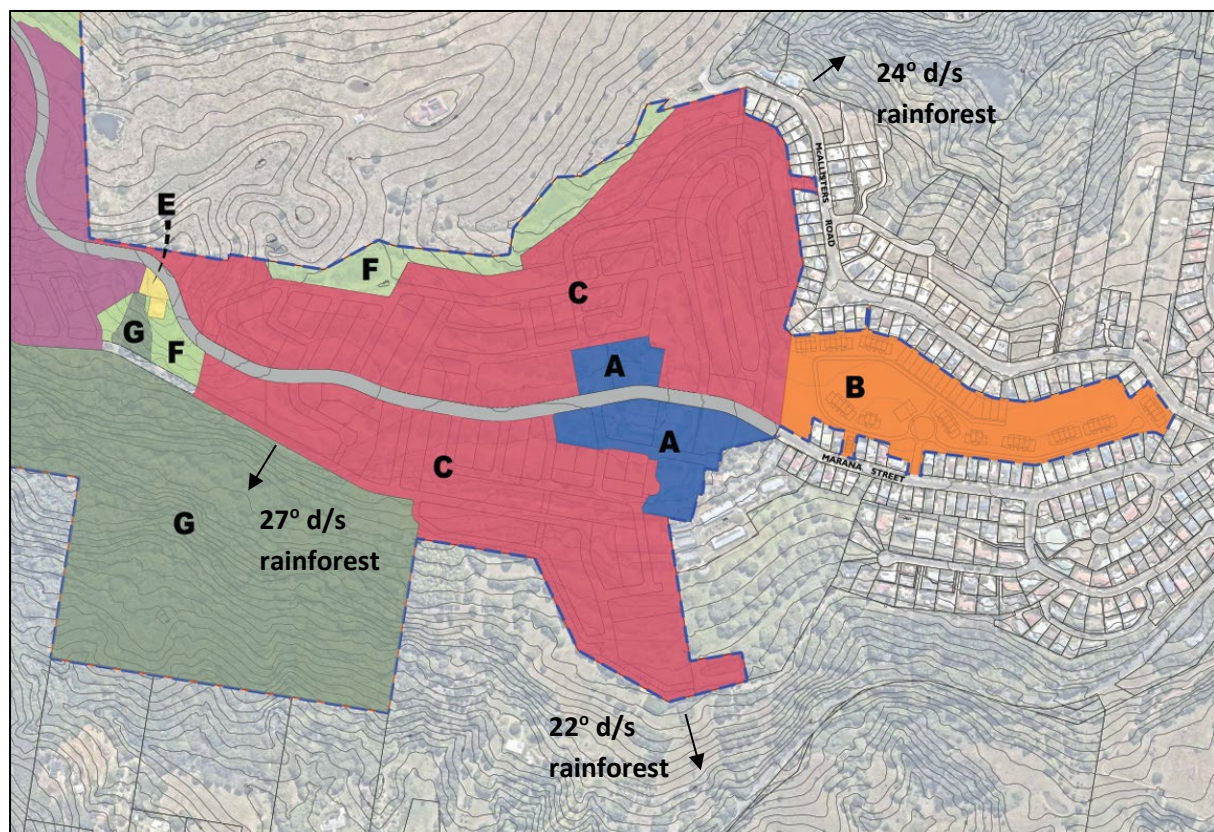 24° d/s
rainforest
McALLISTERS
ROAD
E
F
C
G
F
A
B
A
C
MARANA STREET
27° d/s
rainforest
G
22° d/s
rainforest